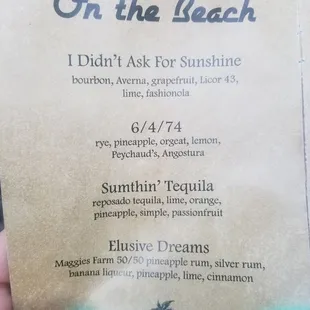 On the Beach
I Didn't Ask For Sunshine
bourbon, Averna, grapefruit, Licor 43,
lime, fashionola
6/4/74
rye, pineapple, orgeat, lemon,
Peychaud's, Angostura
Sumthin' Tequila
reposado tequila, lime, orange,
pineapple, simple, passionfruit
Elusive Dreams
Maggies Farm 50/50 pineapple rum, silver rum,
banana liqueur, pineapple, lime, cinnamon